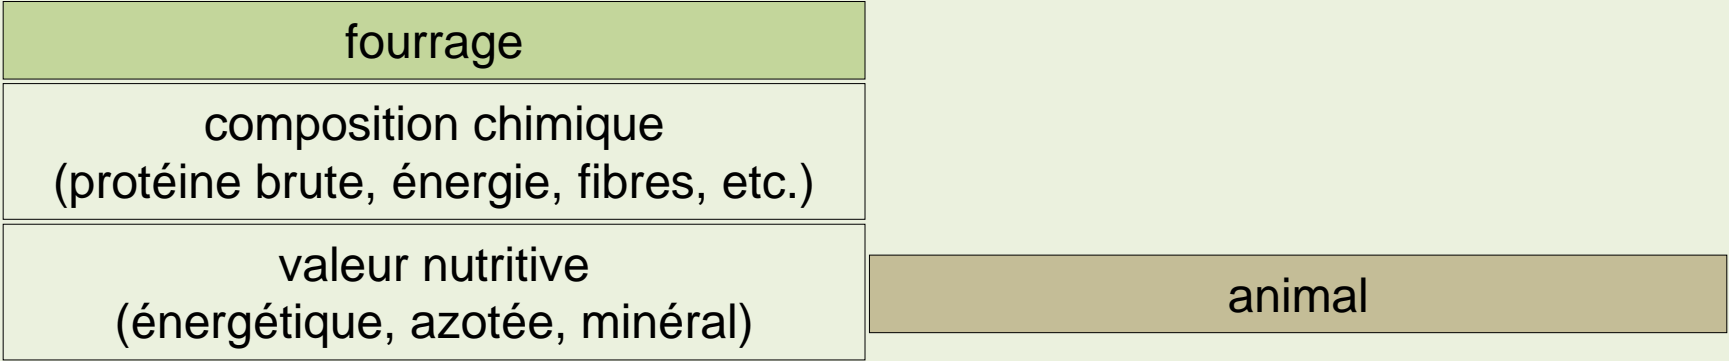 fourrage
composition chimique
(protéine brute, énergie, fibres, etc.)
valeur nutritive
(énergétique, azotée, minéral)
animal